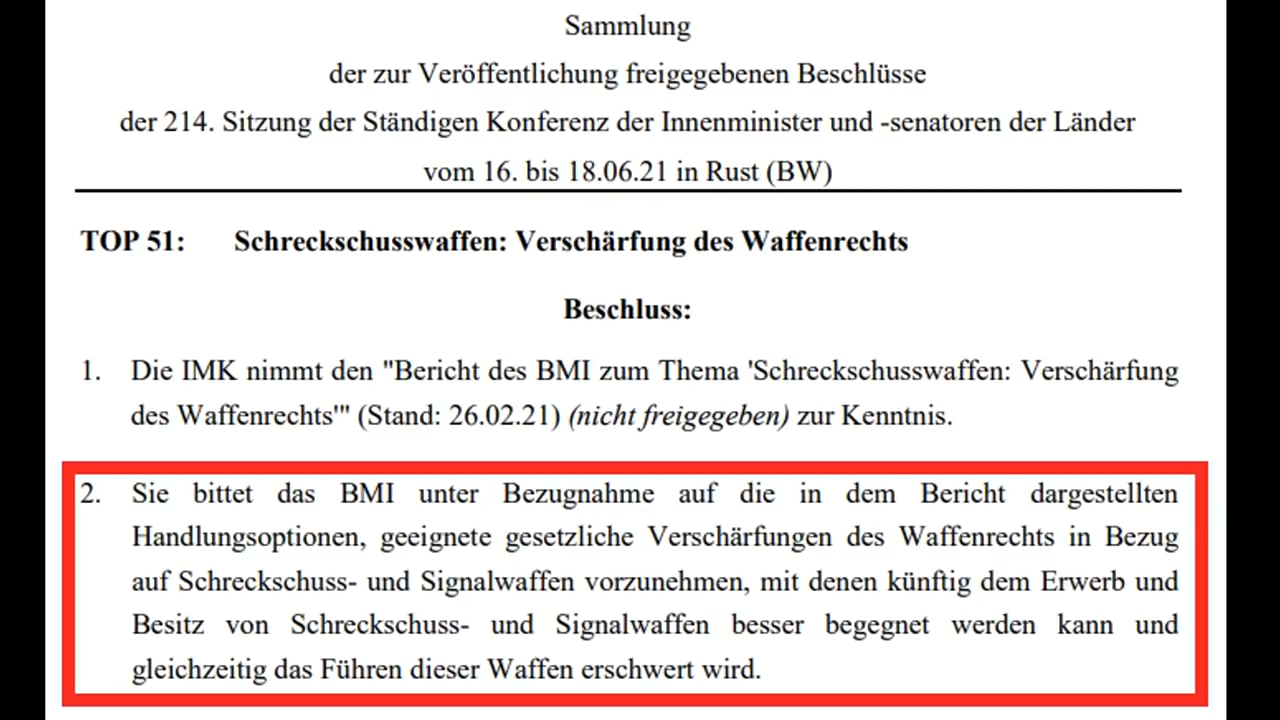 Sammlung
der zur Veröffentlichung freigegebenen Beschlüsse
der 214. Sitzung der Ständigen Konferenz der Innenminister und -senatoren der Länder
vom 16. bis 18.06.21 in Rust (BW)
TOP 51: Schreckschusswaffen: Verschärfung des Waffenrechts
Beschluss:
1. Die IMK nimmt den "Bericht des BMI zum Thema 'Schreckschusswaffen: Verschärfung
des Waffenrechts'" (Stand: 26.02.21) (nicht freigegeben) zur Kenntnis.
2. Sie bittet das BMI unter Bezugnahme auf die in dem Bericht dargestellten
Handlungsoptionen, geeignete gesetzliche Verschärfungen des Waffenrechts in Bezug
auf Schreckschuss- und Signalwaffen vorzunehmen, mit denen künftig dem Erwerb und
Besitz von Schreckschuss- und Signalwaffen besser begegnet werden kann und
gleichzeitig das Führen dieser Waffen erschwert wird.